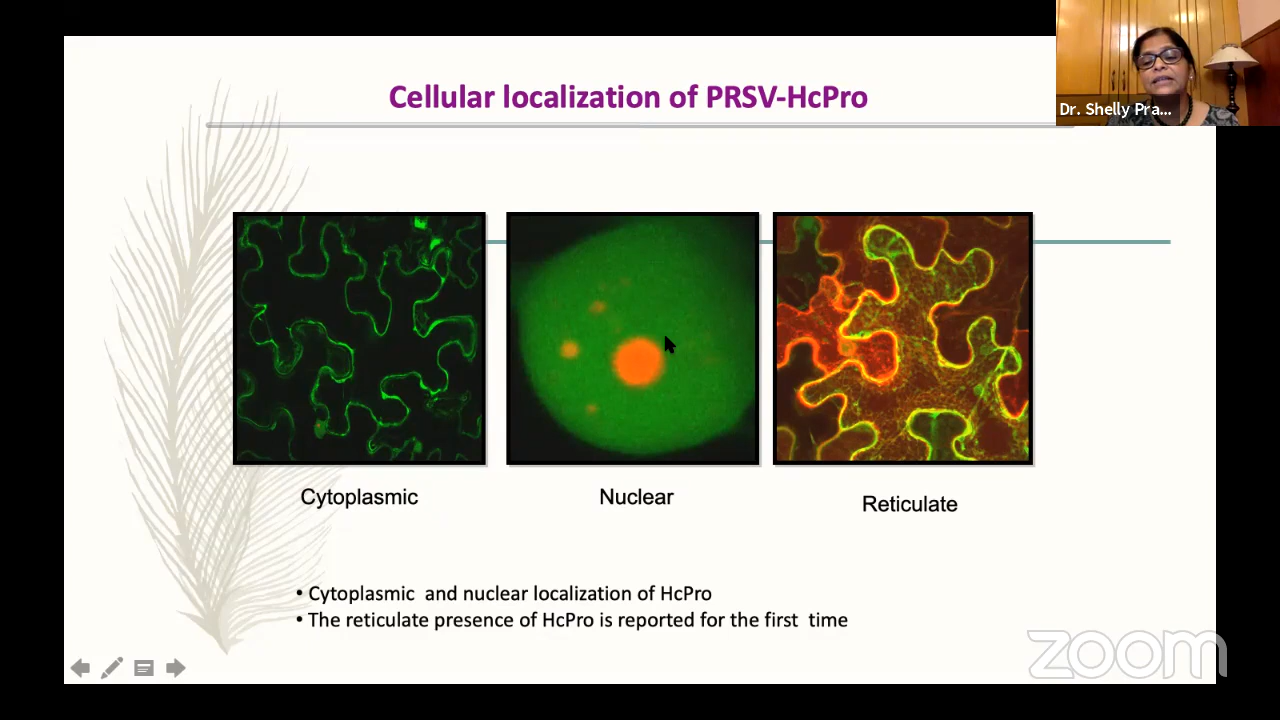 Cellular localization of PRSV-HcPro
Dr. Shelly Pra...
Cytoplasmic
Nuclear
Reticulate
• Cytoplasmic and nuclear localization of HcPro
• The reticulate presence of HcPro is reported for the first time
zoom